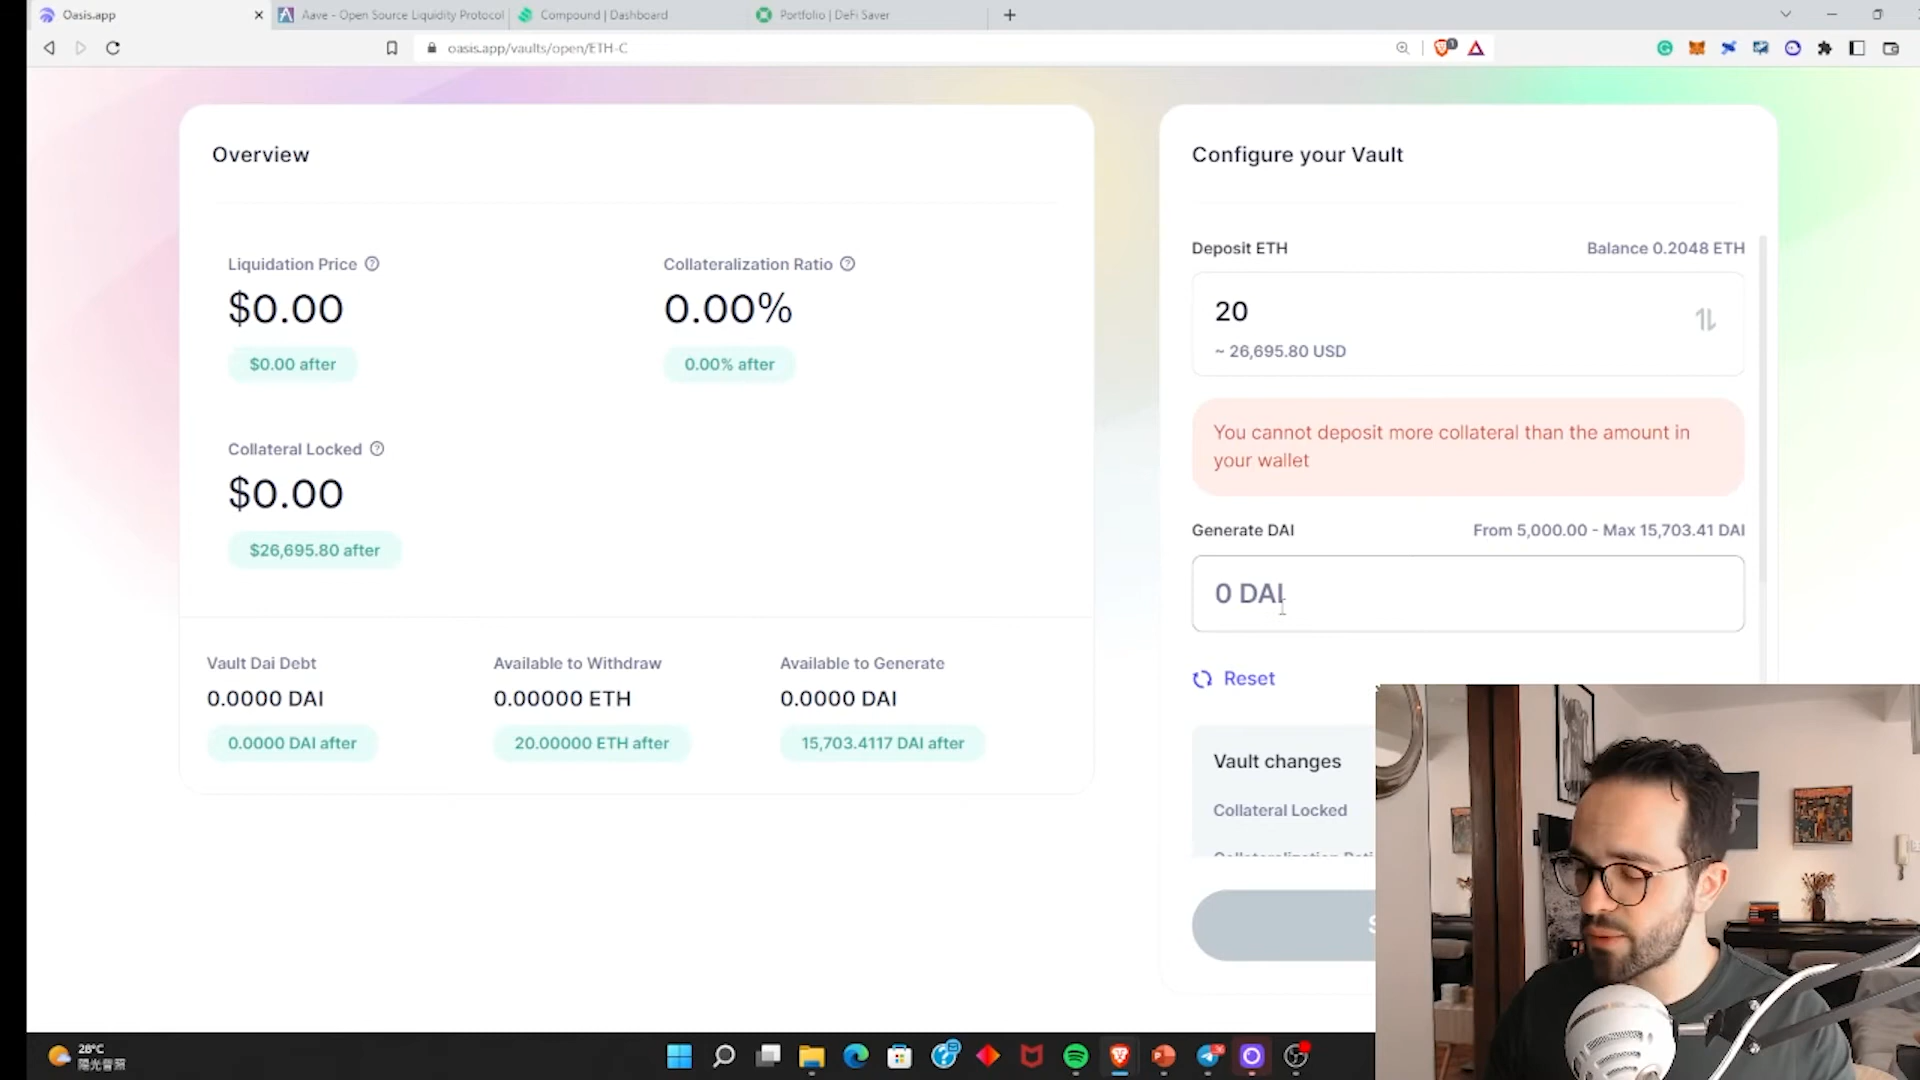 Oasis.app
Aave - Open Source Liquidity Protocol
Compound | Dashboard
Portfolio | DeFi Saver
oasis.app/vaults/open/ETH-C
1
Overview
Liquidation Price
$0.00
$0.00 after
Collateralization Ratio
0.00%
0.00% after
Collateral Locked
$0.00
$26,695.80 after
Vault Dai Debt
0.0000 DAI
0.0000 DAI after
Available to Withdraw
0.00000 ETH
20.00000 ETH after
Available to Generate
0.0000 DAI
15,703.4117 DAI after
Configure your Vault
Deposit ETH
Balance 0.2048 ETH
20
~ 26,695.80 USD
You cannot deposit more collateral than the amount in
your wallet
Generate DAI
From 5,000.00 - Max 15,703.41 DAI
0 DAI
Reset
Vault changes
Collateral Locked
28°C